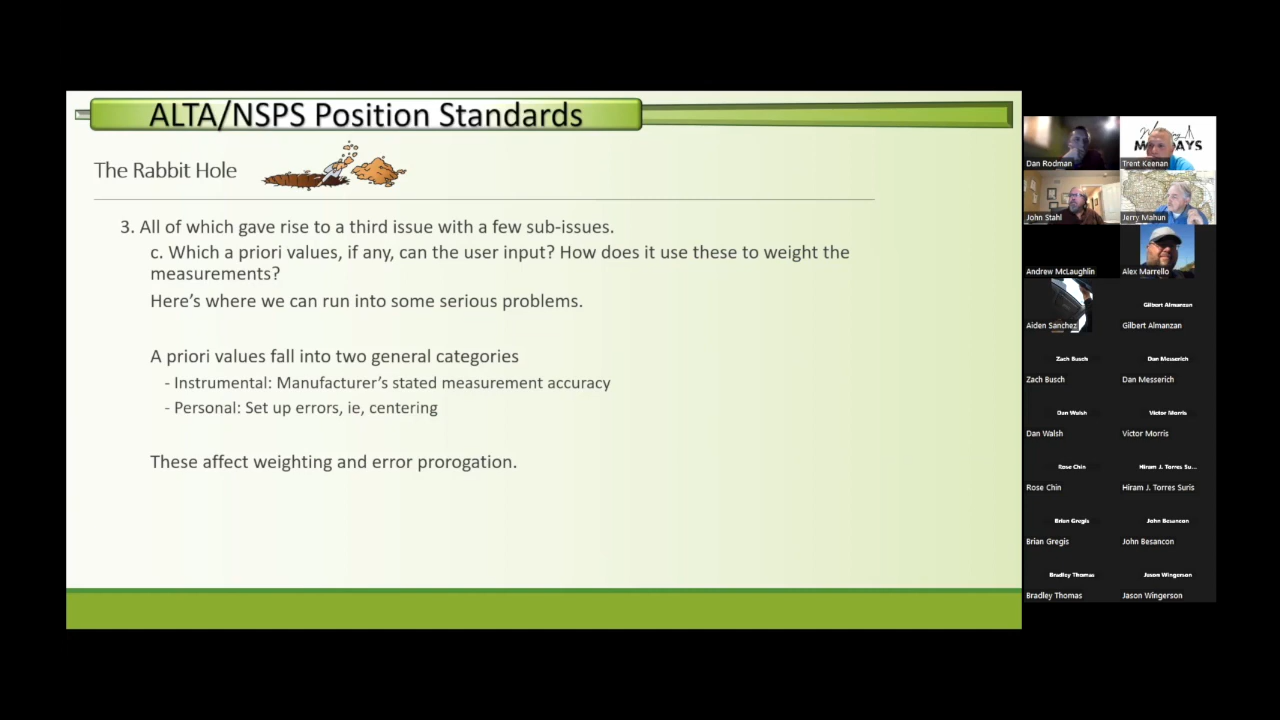 ALTA/NSPS Position Standards
The Rabbit Hole
3. All of which gave rise to a third issue with a few sub-issues.
c. Which a priori values, if any, can the user input? How does it use these to weight the
measurements?
Here's where we can run into some serious problems.
A priori values fall into two general categories
- Instrumental: Manufacturer's stated measurement accuracy
- Personal: Set up errors, ie, centering
These affect weighting and error prorogation.
Dan Rodman
Trent Keenan
John Stahl
Jerry Mahun
Andrew McLaughlin
Alex Marrello
Aiden Sanchez
Gilbert Almanzan
Gilbert Almanzan
Zach Busch
Dan Messerich
Zach Busch
Dan Messerich
Dan Walsh
Victor Morris
Dan Walsh
Victor Morris
Rose Chin
Hiram J. Torres Su...
Rose Chin
Hiram J. Torres Suris
Brian Gregis
John Besancon
Brian Gregis
John Besancon
Bradley Thomas
Jason Wingerson
Bradley Thomas
Jason Wingerson